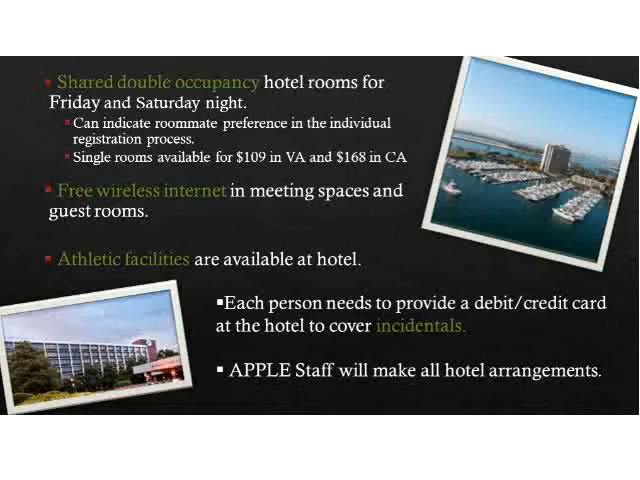 ▪ Shared double occupancy hotel rooms for
Friday and Saturday night.
▪ Can indicate roommate preference in the individual
registration process.
▪ Single rooms available for $109 in VA and $168 in CA
▪ Free wireless internet in meeting spaces and
guest rooms.
▪ Athletic facilities are available at hotel.
▪Each person needs to provide a debit/credit card
at the hotel to cover incidentals.
▪ APPLE Staff will make all hotel arrangements.